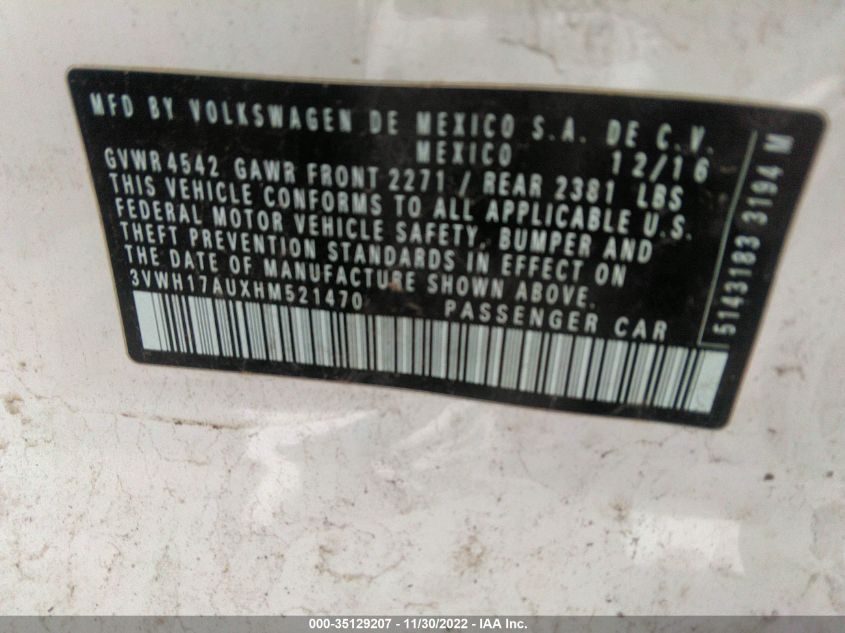 MFD BY VOLKSWAGEN DE MEXICO S.A. DE C.V.
MEXICO 12/16
GVWR 4542 GAWR FRONT 2271 / REAR 2381 LBS
THIS VEHICLE CONFORMS TO ALL APPLICABLE U.S.
FEDERAL MOTOR VEHICLE SAFETY, BUMPER AND
THEFT PREVENTION STANDARDS IN EFFECT ON
THE DATE OF MANUFACTURE SHOWN ABOVE.
3VWH17AUXHM521470 PASSENGER CAR
5143183 3194 M
000-35129207 - 11/30/2022 - IAA Inc.